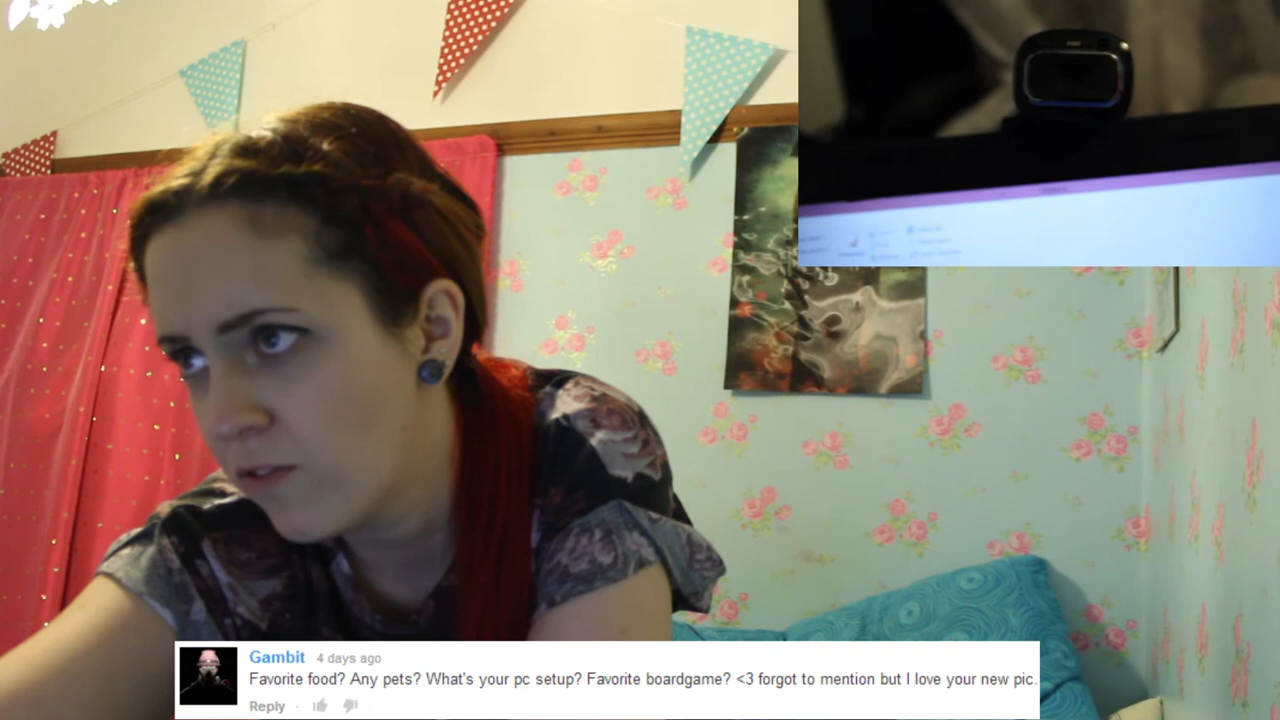 Gambit 4 days ago
Favorite food? Any pets? What's your pc setup? Favorite boardgame? <3 forgot to mention but I love your new pic.
Reply